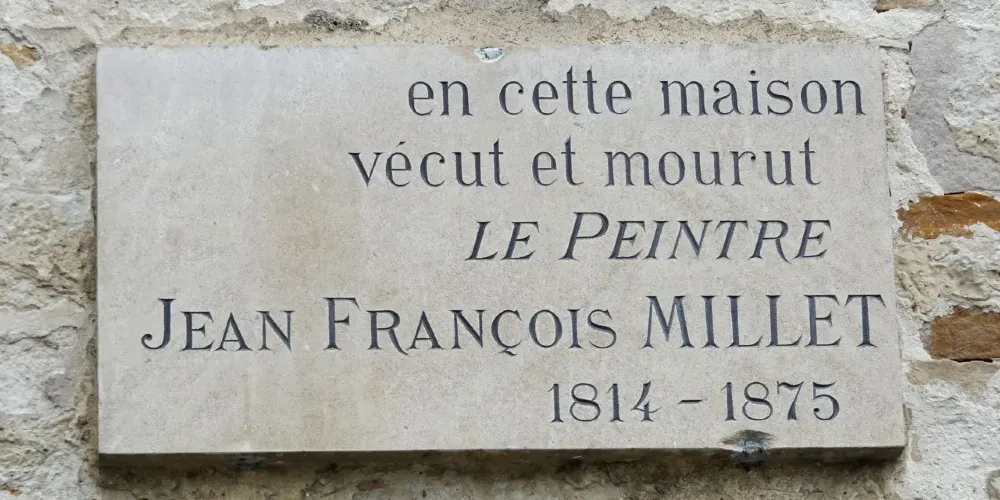 en cette maison
vécut et mourut
LE PEINTRE
JEAN FRANÇOIS MILLET
1814 - 1875